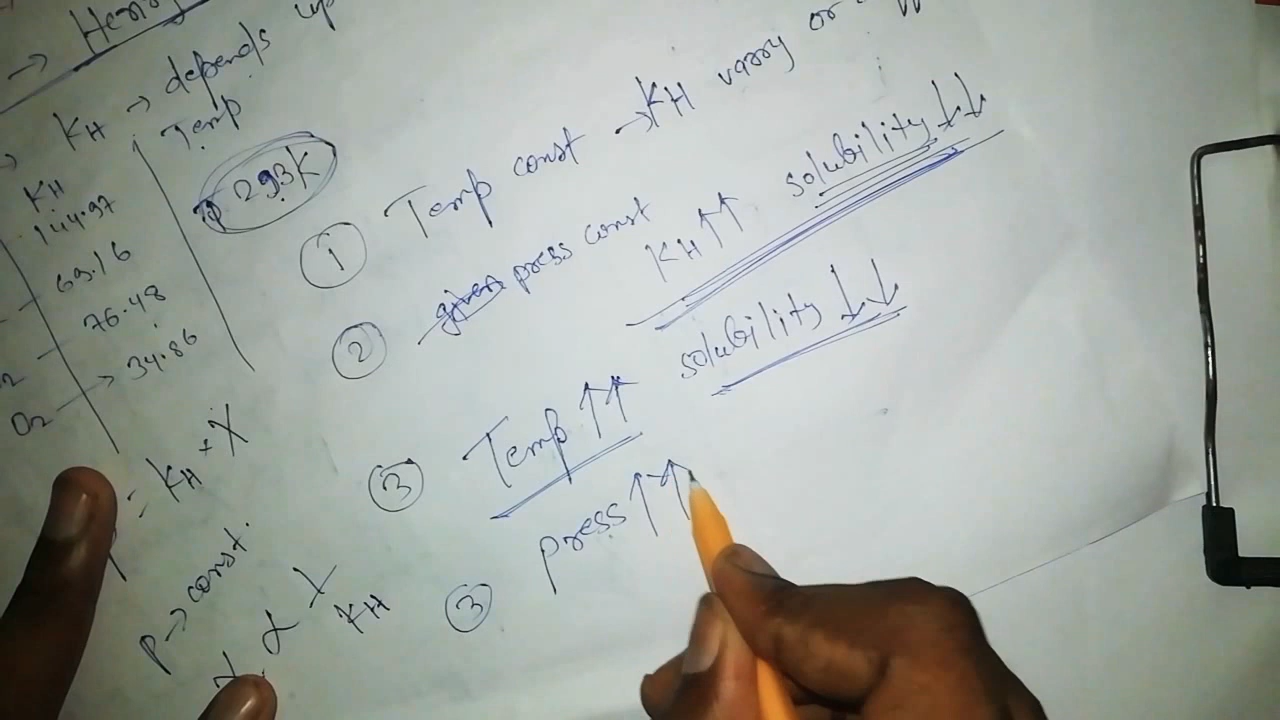 → Henry
KH → depends up
Temp
293K
KH
144.97
69.16
76.48
O2 → 34.86
① Temp const → KH varry or
② given press const
KH ↑↑ solubility ↓↓
③ Temp ↑↑ solubility ↓↓
③ press ↑↑
KH + X
P → const.
X α X
KH